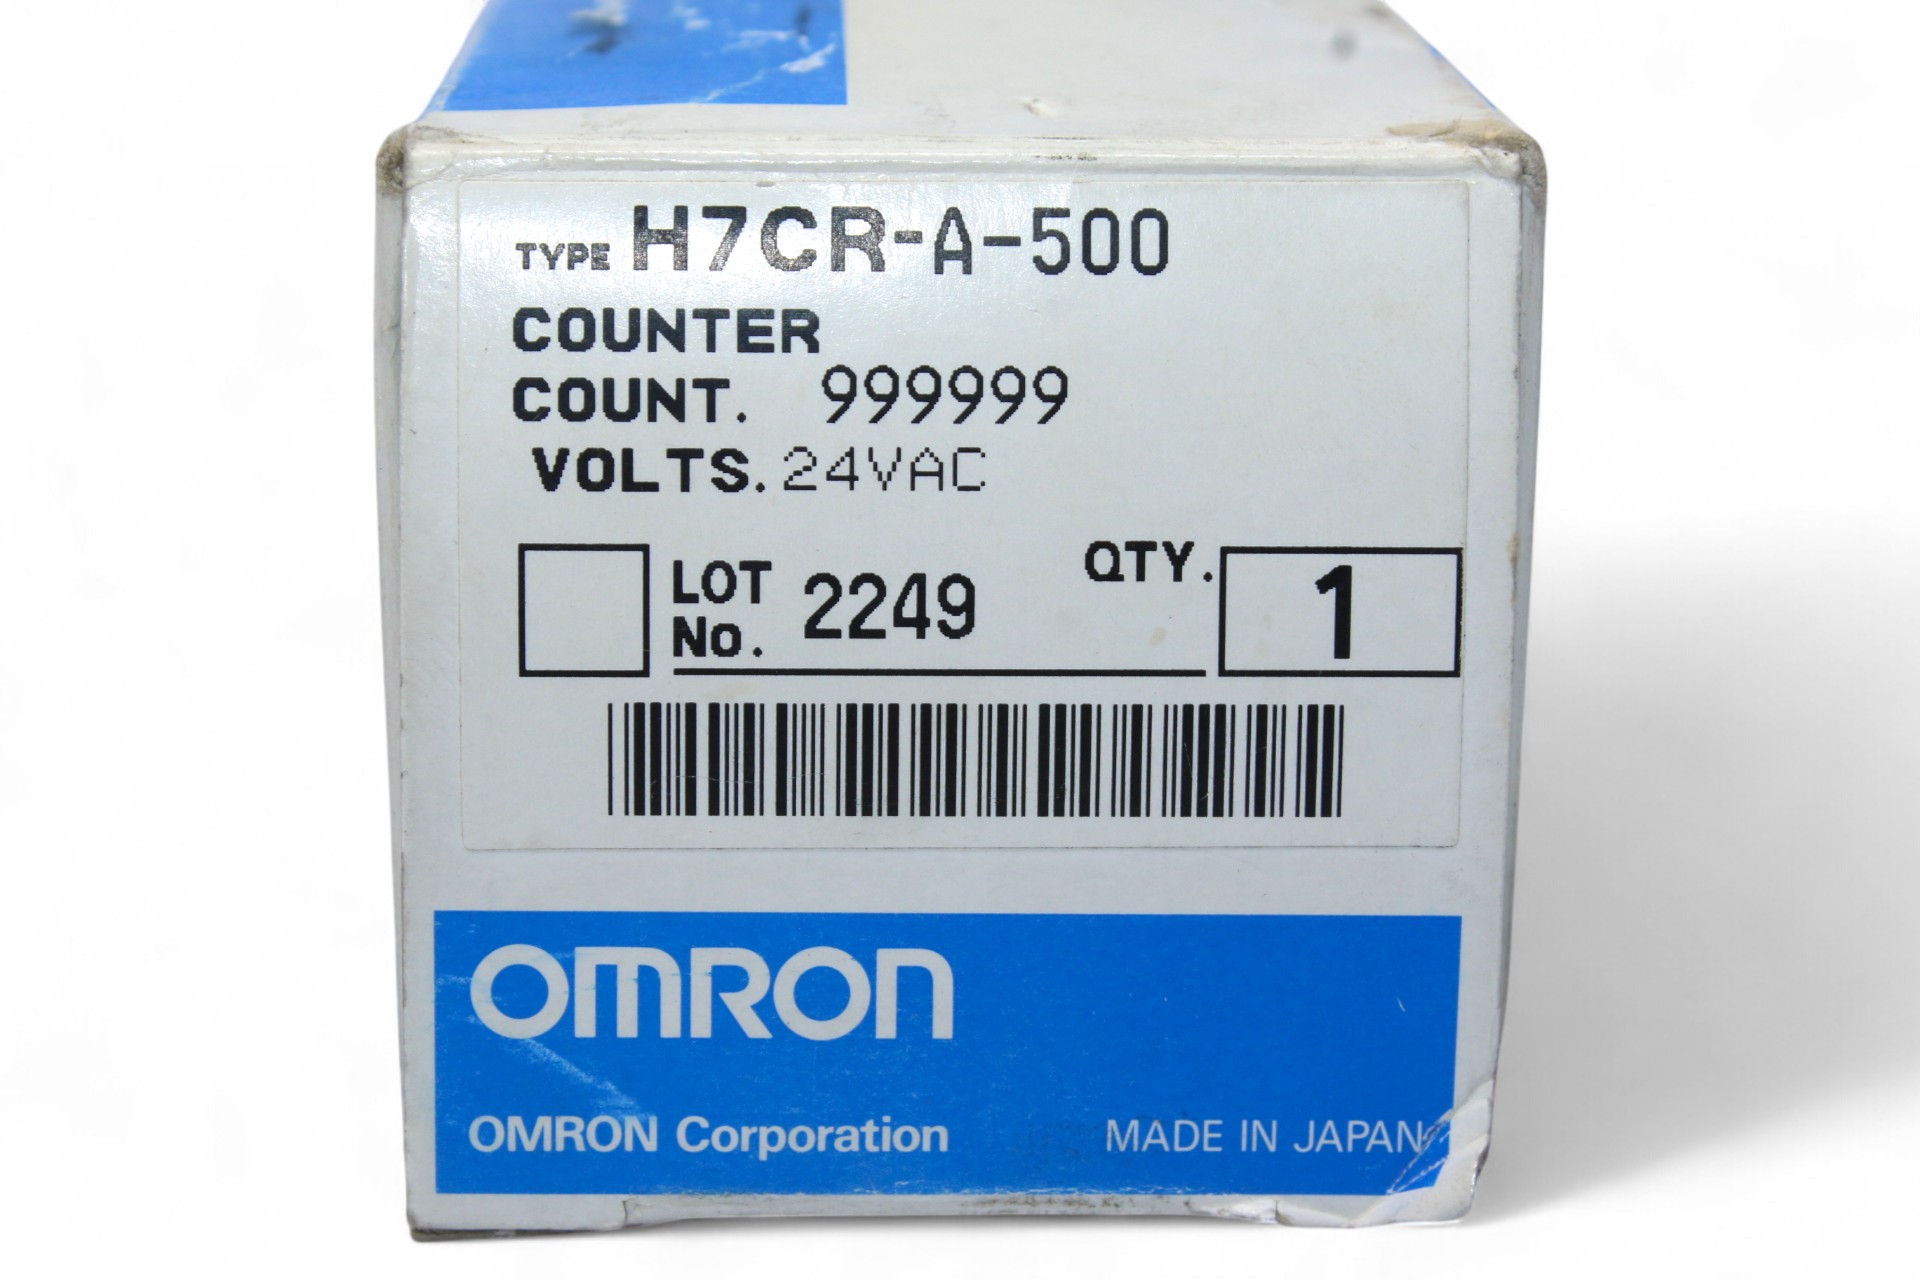 TYPE H7CR-A-500
COUNTER
COUNT. 999999
VOLTS. 24VAC
LOT No. 2249 QTY. 1
OMRON
OMRON Corporation MADE IN JAPAN